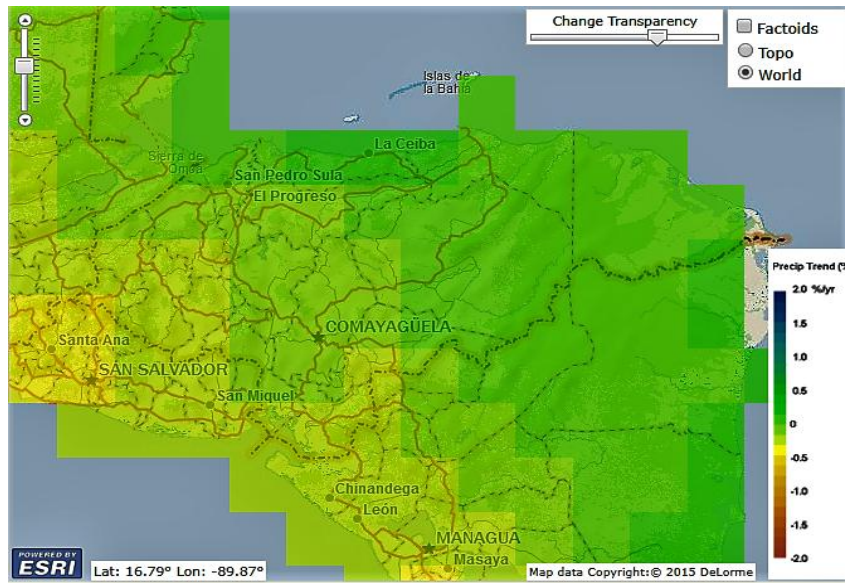 Change Transparency
Factoids
Topo
World
Islas de
la Bahía
La Ceiba
Sierra de
Omoa
San Pedro Sula
El Progreso
Precip Trend (%
2.0 %/yr
1.5
1.0
0.5
0
-0.5
-1.0
-1.5
-2.0
COMAYAGÜELA
Santa Ana
SAN SALVADOR
San Miquel
Chinandega
León
MANAGUA
Masaya
POWERED BY
ESRI
Lat: 16.79° Lon: -89.87°
Map data Copyright:© 2015 DeLorme